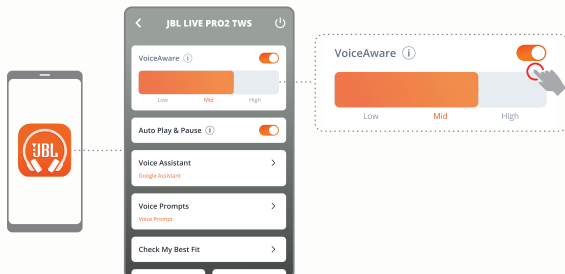 JBL LIVE PRO2 TWS
VoiceAware i
Low Mid High
Auto Play & Pause i
Voice Assistant
Google Assistant
Voice Prompts
Voice Prompt
Check My Best Fit
JBL
VoiceAware i
Low Mid High